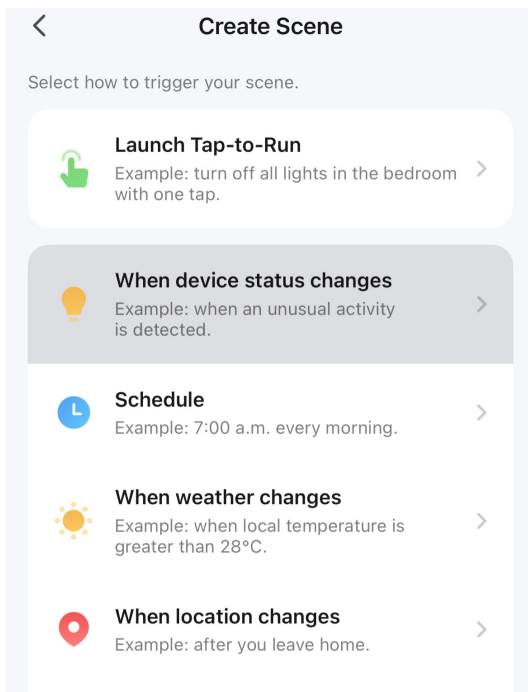 Create Scene
Select how to trigger your scene.
Launch Tap-to-Run
Example: turn off all lights in the bedroom
with one tap.
When device status changes
Example: when an unusual activity
is detected.
Schedule
Example: 7:00 a.m. every morning.
When weather changes
Example: when local temperature is
greater than 28°C.
When location changes
Example: after you leave home.